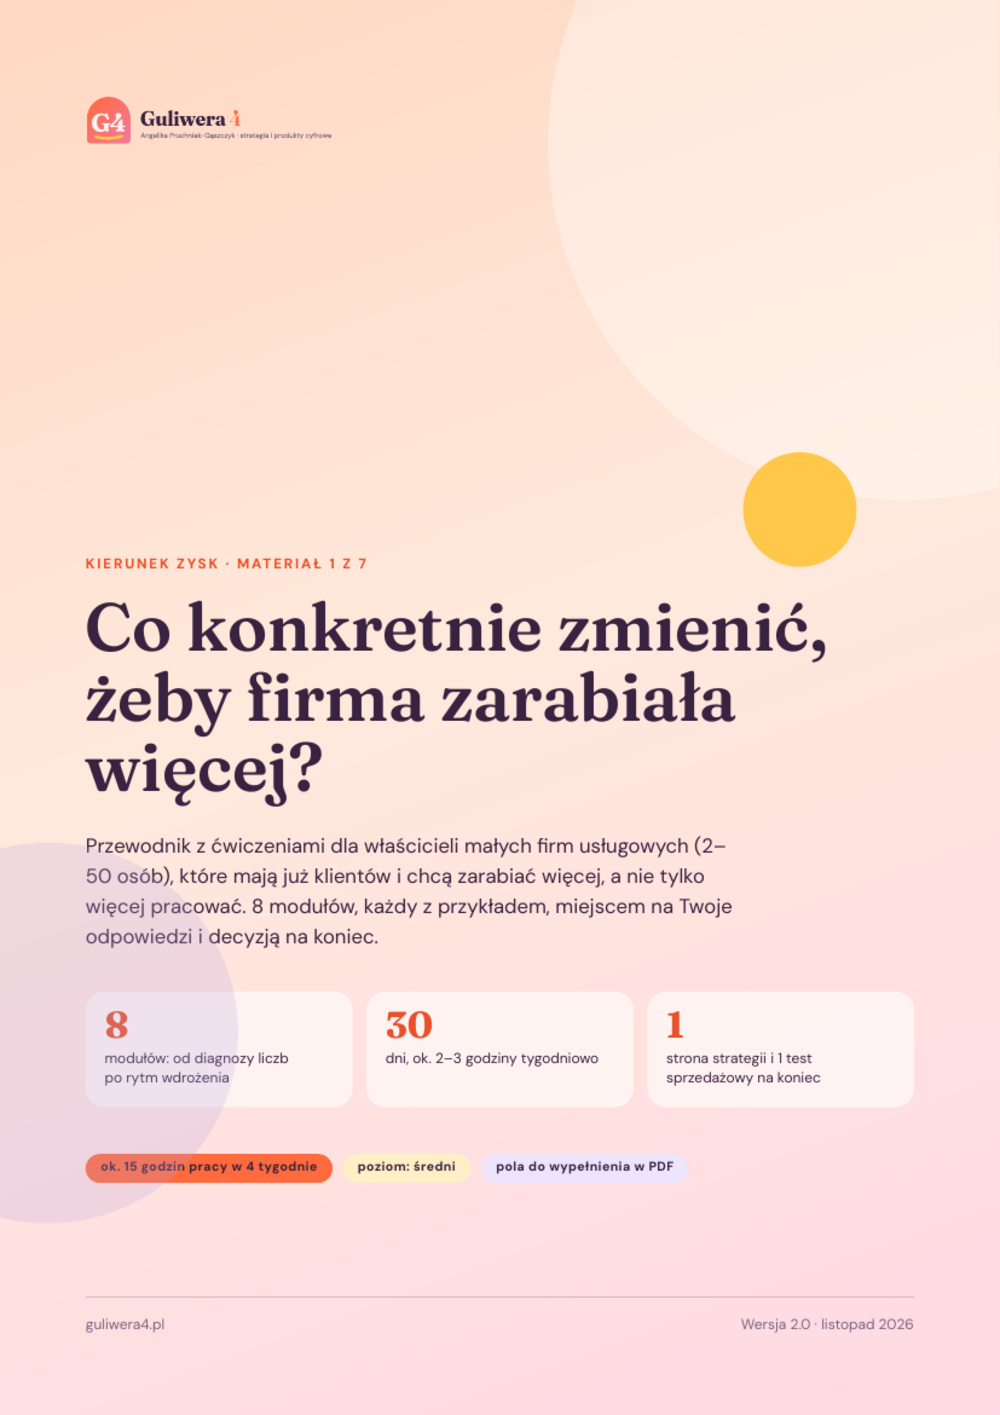 G4
Guliwera 4
Angelika Pruchniak-Gąszczyk · strategia i produkty cyfrowe
KIERUNEK ZYSK · MATERIAŁ 1 Z 7
Co konkretnie zmienić,
żeby firma zarabiała
więcej?
Przewodnik z ćwiczeniami dla właścicieli małych firm usługowych (2–
50 osób), które mają już klientów i chcą zarabiać więcej, a nie tylko
więcej pracować. 8 modułów, każdy z przykładem, miejscem na Twoje
odpowiedzi i decyzją na koniec.
8
modułów: od diagnozy liczb
po rytm wdrożenia
30
dni, ok. 2–3 godziny tygodniowo
1
strona strategii i 1 test
sprzedażowy na koniec
ok. 15 godzin pracy w 4 tygodnie
poziom: średni
pola do wypełnienia w PDF
guliwera4.pl
Wersja 2.0 · listopad 2026